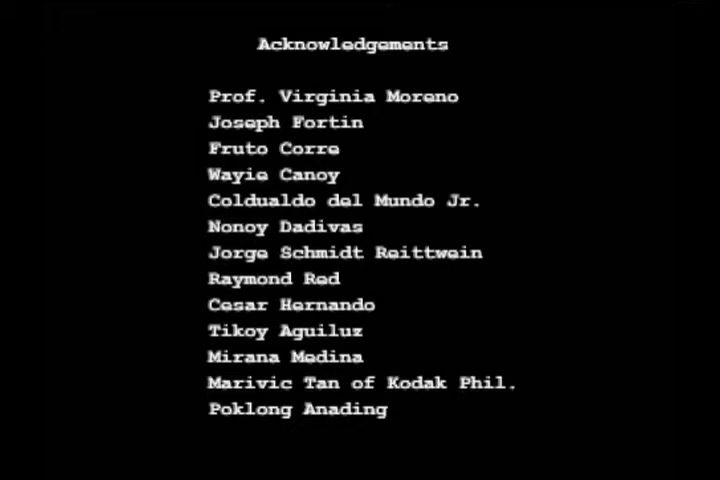 Acknowledgements
Prof. Virginia Moreno
Joseph Fortin
Fruto Corre
Wayie Canoy
Coldualdo del Mundo Jr.
Nonoy Dadivas
Jorge Schmidt Reittwein
Raymond Red
Cesar Hernando
Tikoy Aguiluz
Mirana Medina
Marivic Tan of Kodak Phil.
Poklong Anading